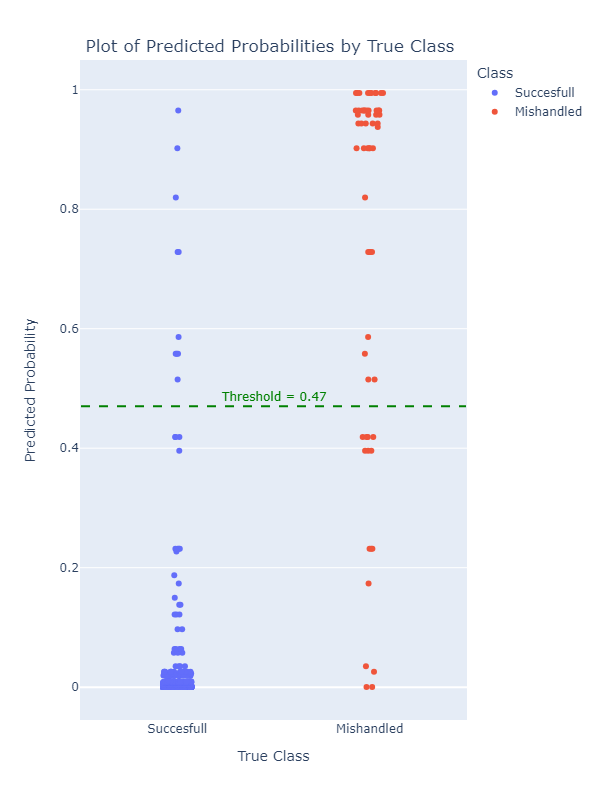 Plot of Predicted Probabilities by True Class
Class
Succesfull
Mishandled
1
0.8
0.6
Threshold = 0.47
0.4
0.2
0
Predicted Probability
Succesfull
Mishandled
True Class